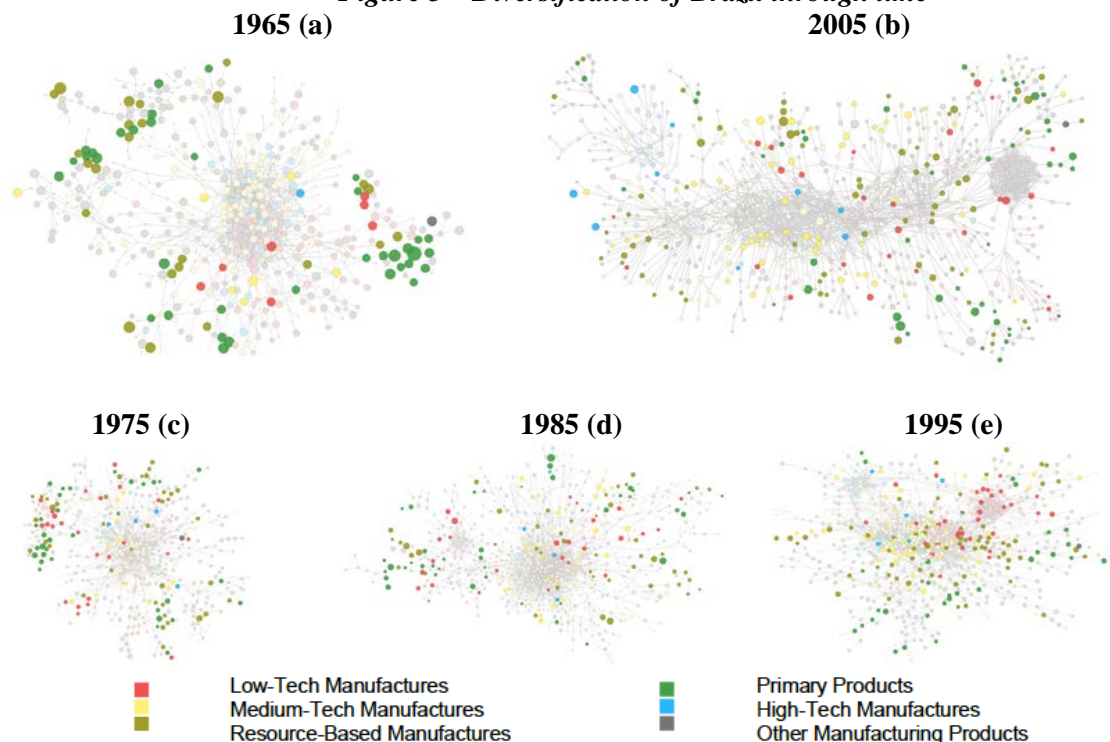 1965 (a)
2005 (b)
1975 (c)
1985 (d)
1995 (e)
Low-Tech Manufactures
Medium-Tech Manufactures
Resource-Based Manufactures
Primary Products
High-Tech Manufactures
Other Manufacturing Products